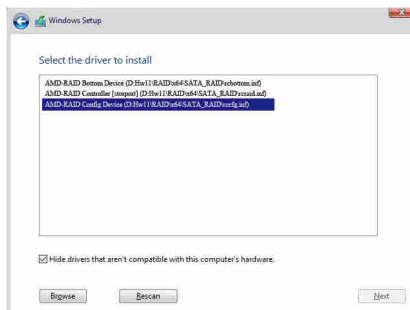 Windows Setup
Select the driver to install
AMD-RAID Bottom Device (D:\Hw11\RAID\x64\SATA_RAID\rcbottom.inf)
AMD-RAID Controller [storport] (D:\Hw11\RAID\x64\SATA_RAID\rcraid.inf)
AMD-RAID Config Device (D:\Hw11\RAID\x64\SATA_RAID\rccfg.inf)
Hide drivers that aren't compatible with this computer's hardware.
Browse
Rescan
Next